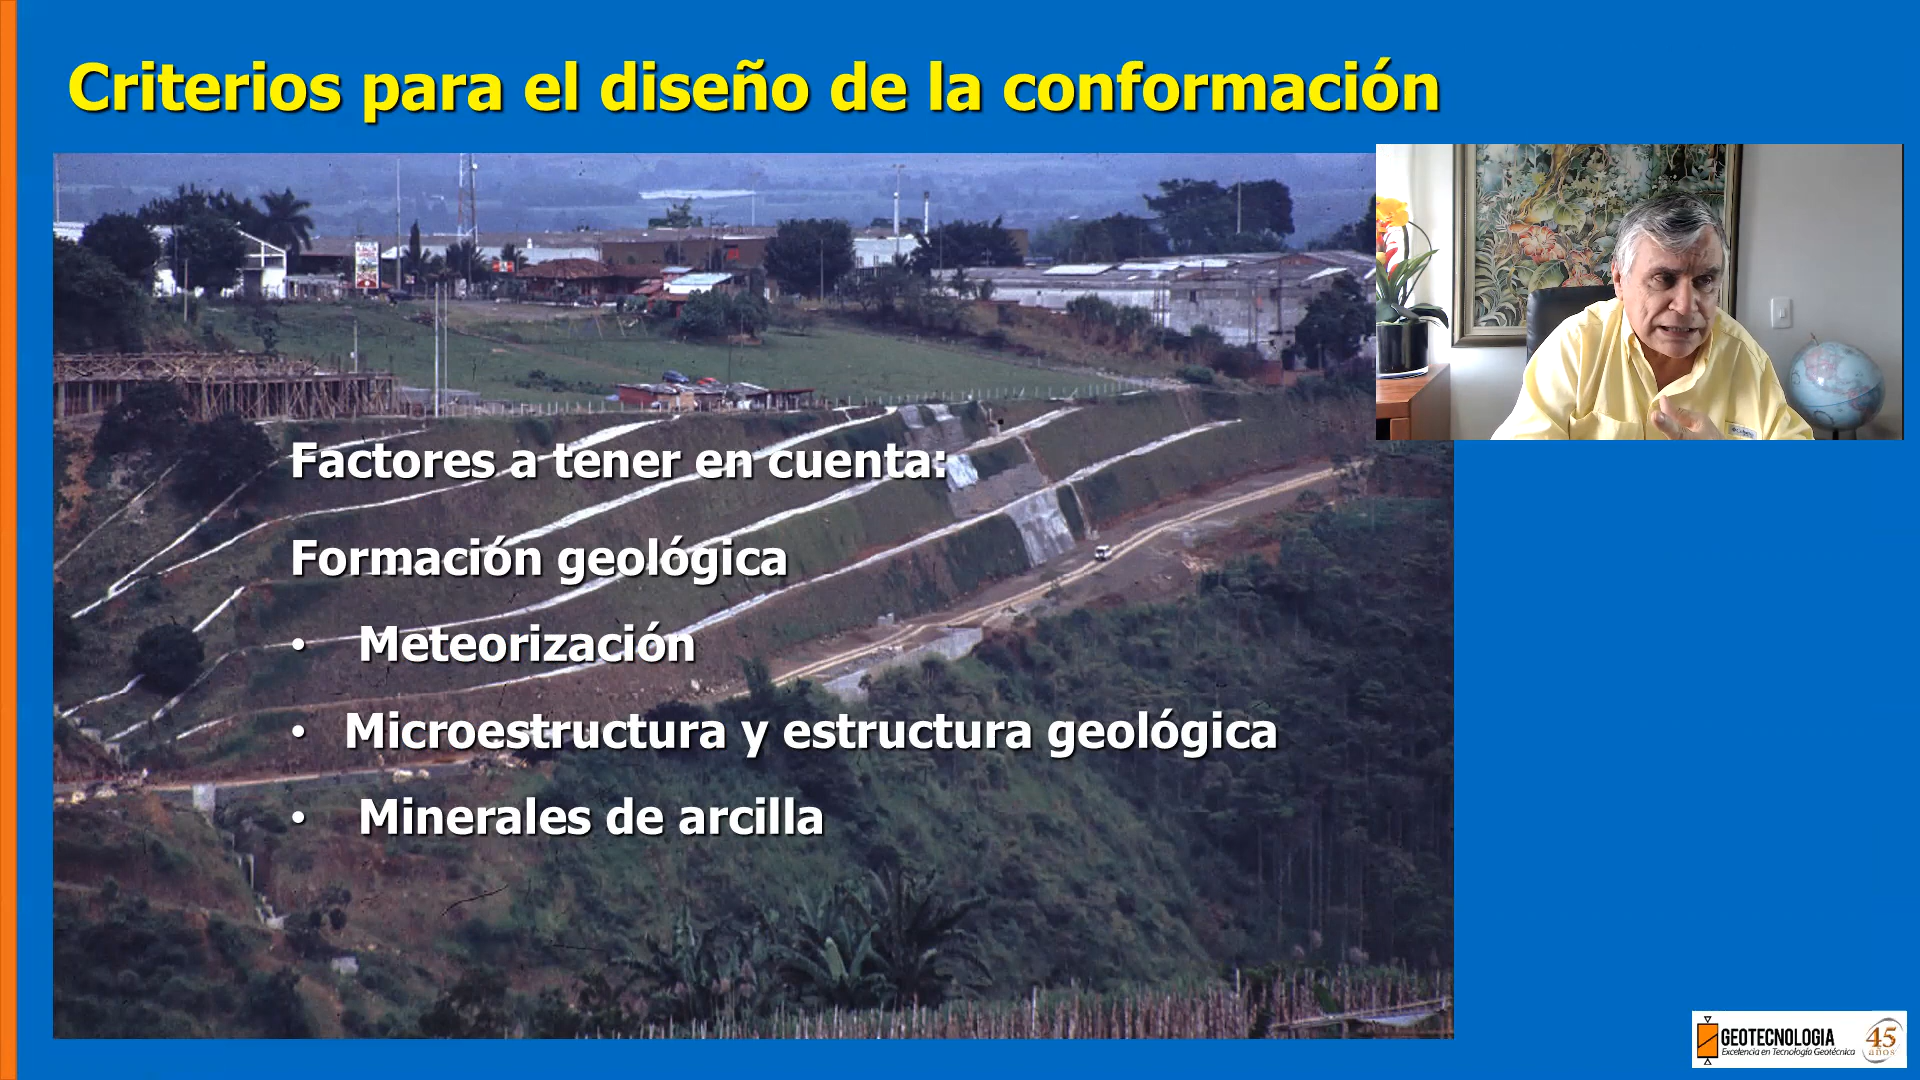 Criterios para el diseño de la conformación
Factores a tener en cuenta:
Formación geológica
• Meteorización
• Microestructura y estructura geológica
• Minerales de arcilla
GEOTECNOLOGIA
Excelencia en Tecnología Geotécnica
45
años